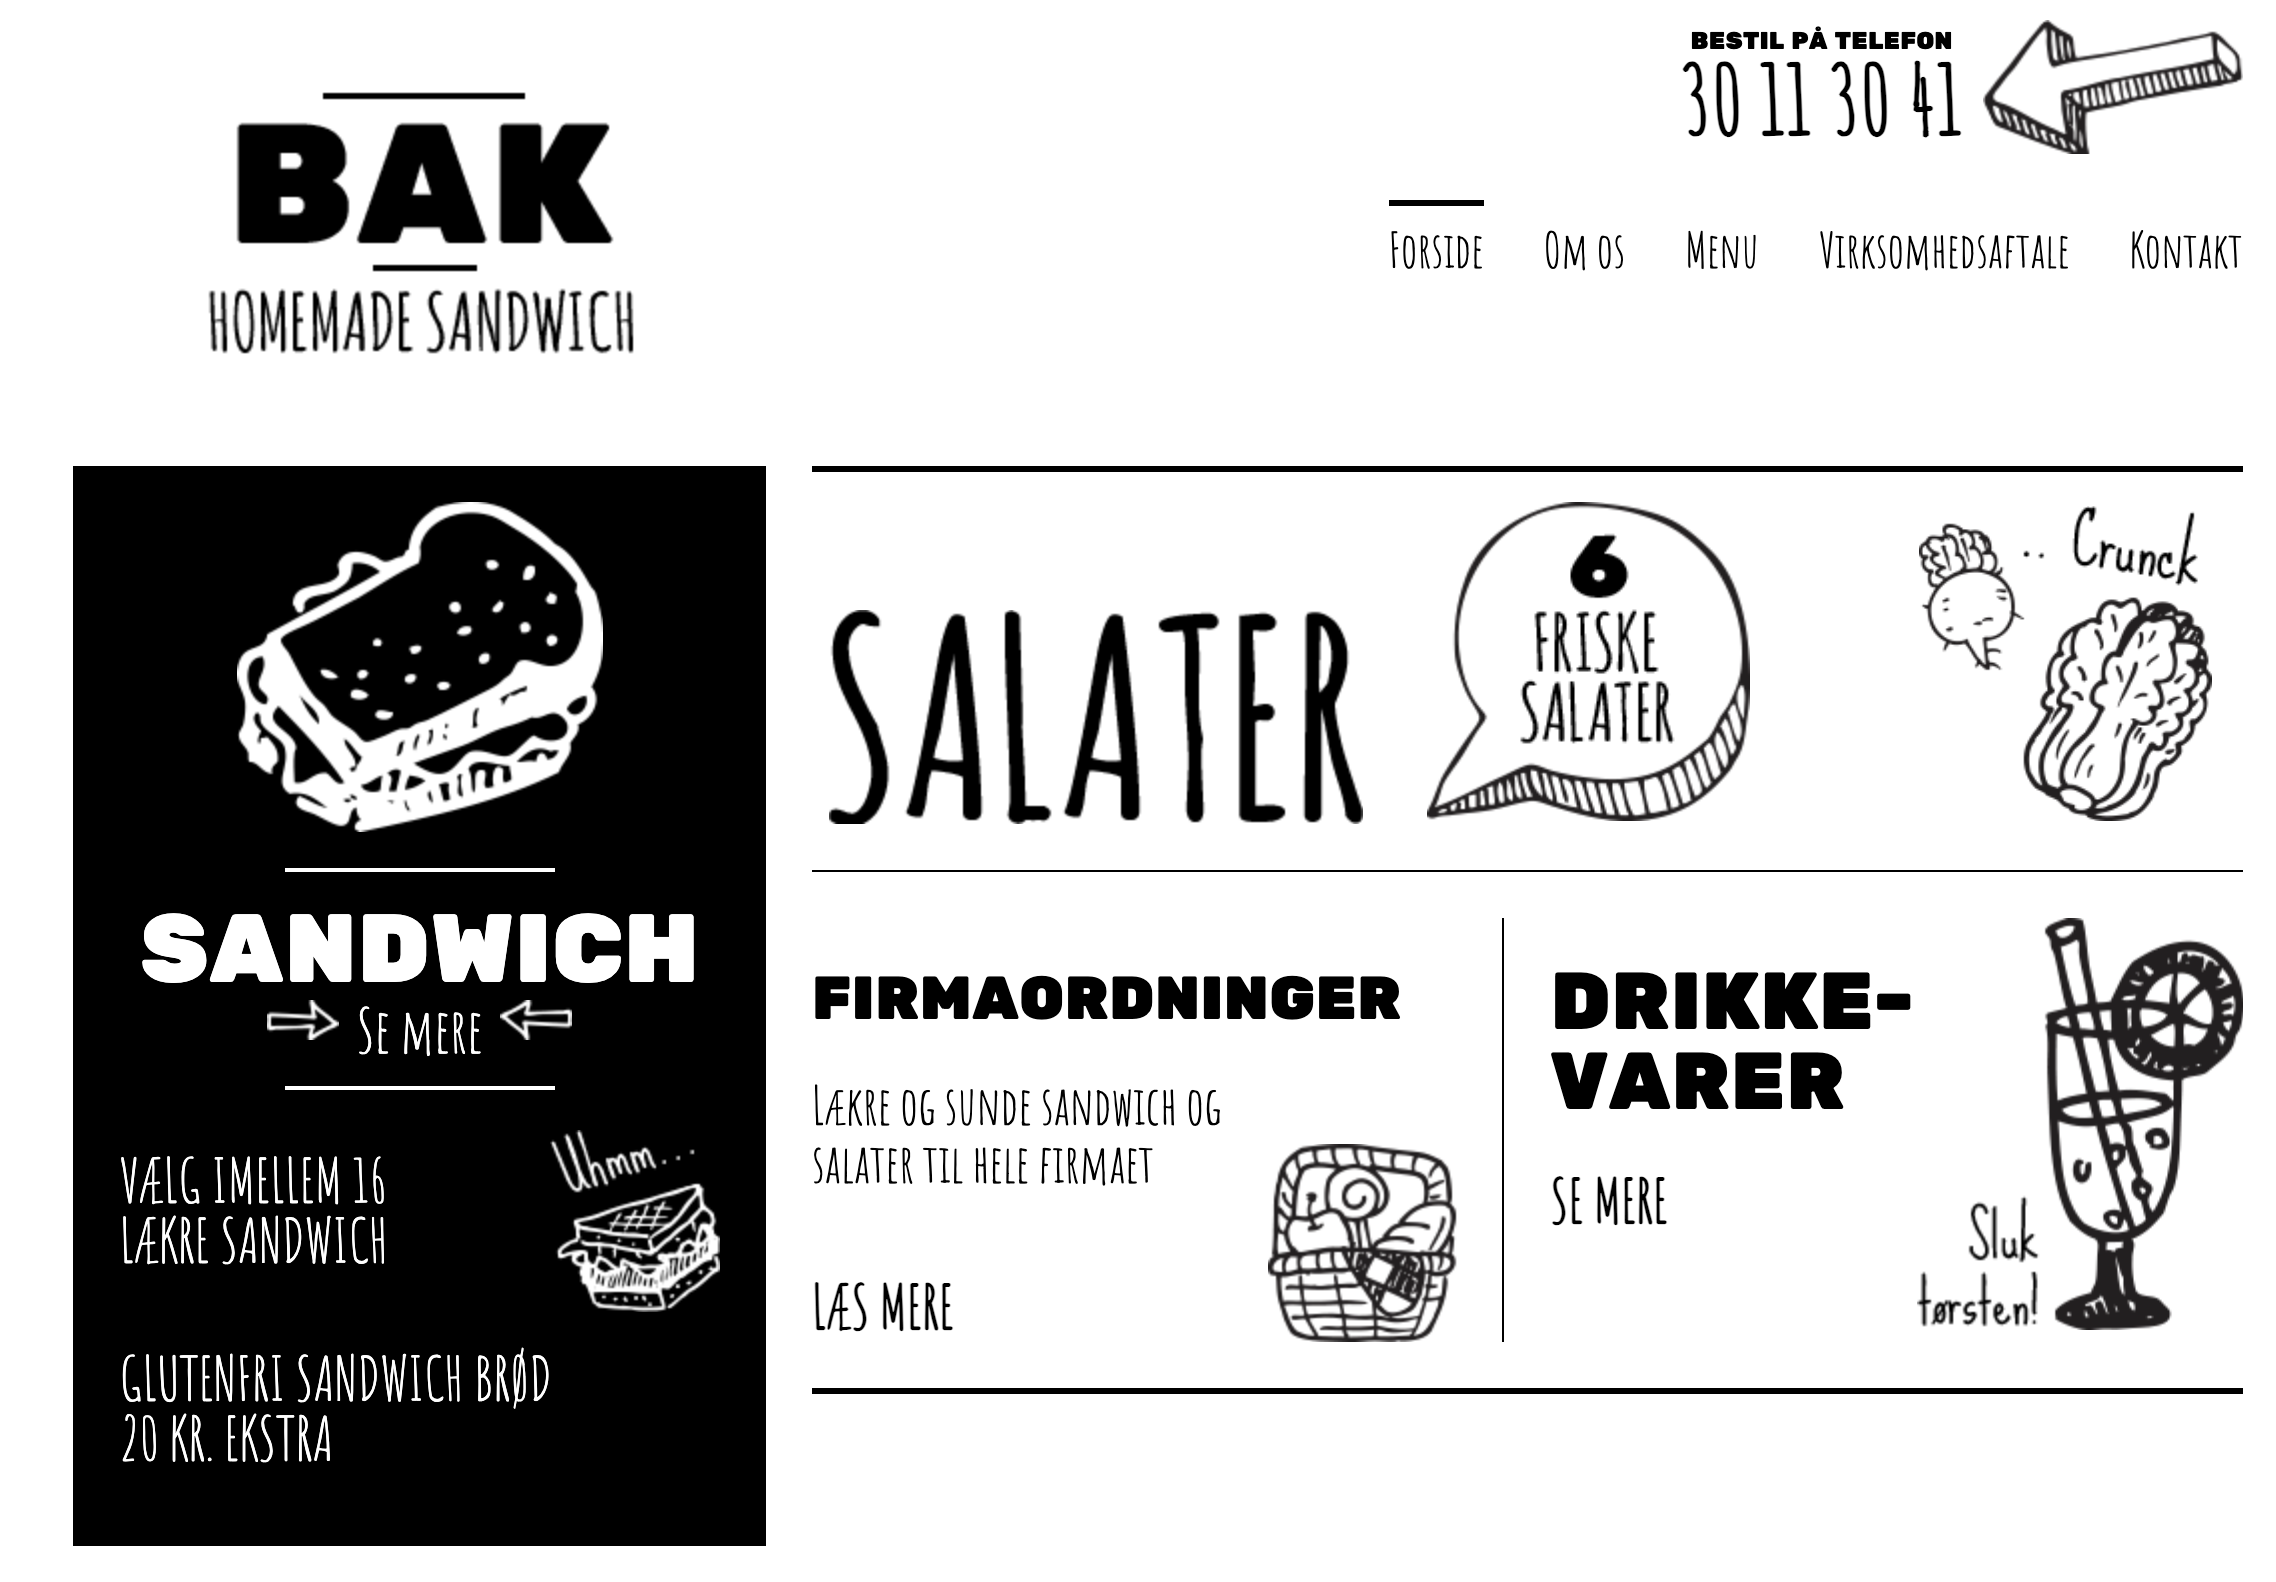 BESTIL PÅ TELEFON
30 11 30 41
BAK
HOMEMADE SANDWICH
FORSIDE
OM OS
MENU
VIRKSOMHEDSAFTALE
KONTAKT
SANDWICH
SE MERE
VÆLG IMELLEM 16
LÆKRE SANDWICH
Uhmm...
GLUTENFRI SANDWICH BRØD
20 KR. EKSTRA
SALATER
6
FRISKE
SALATER
.. Crunck
FIRMAORDNINGER
LÆKRE OG SUNDE SANDWICH OG
SALATER TIL HELE FIRMAET
LÆS MERE
DRIKKE-
VARER
SE MERE
Sluk
tørsten!